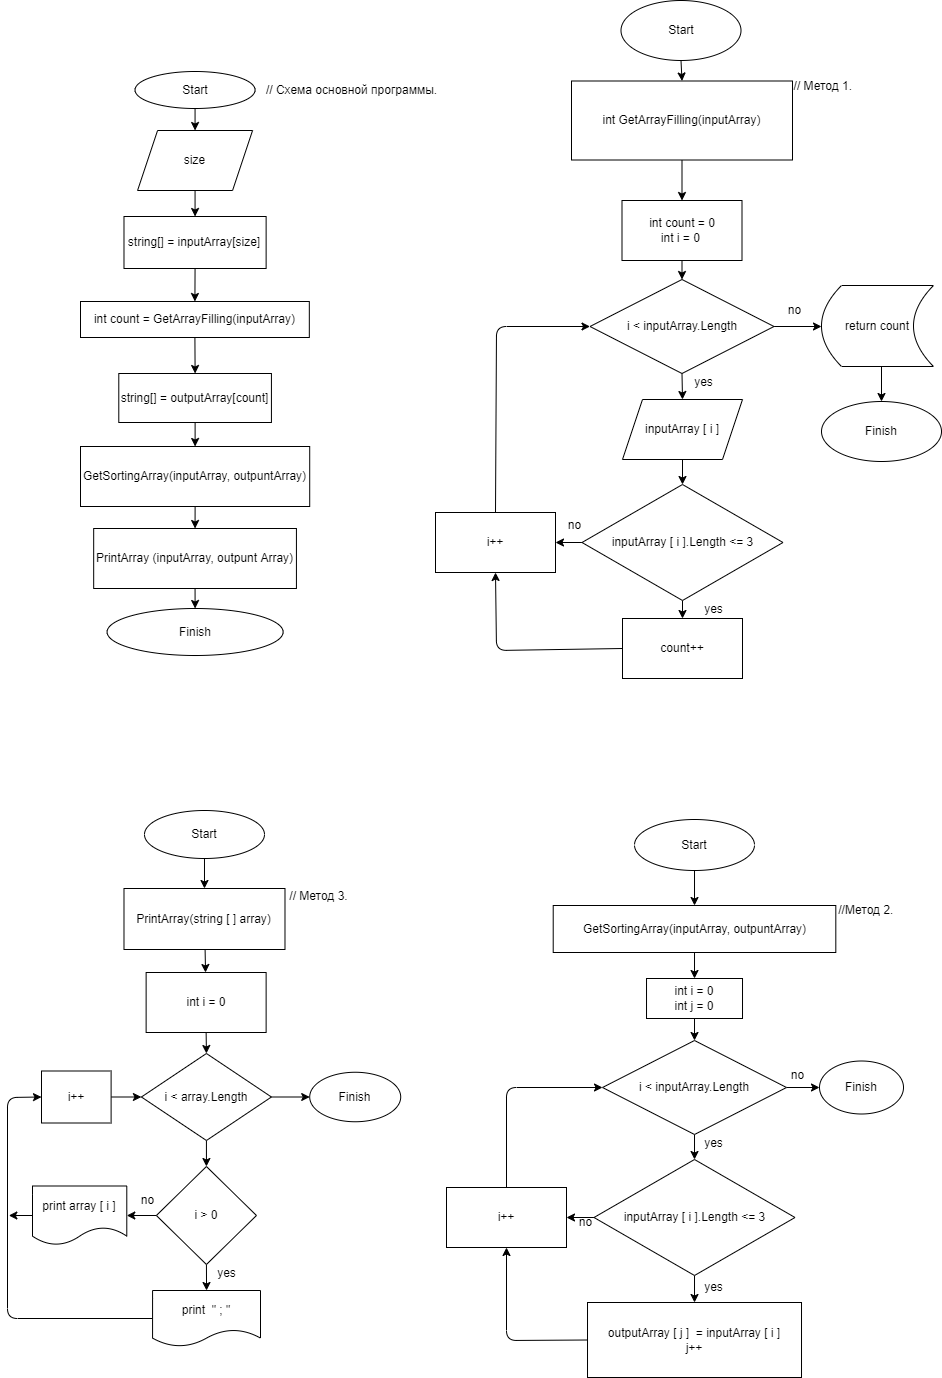 Start
// Схема основной программы.
size
string[] = inputArray[size]
int count = GetArrayFilling(inputArray)
string[] = outputArray[count]
GetSortingArray(inputArray, outpuntArray)
PrintArray (inputArray, outpunt Array)
Finish
Start
// Метод 1.
int GetArrayFilling(inputArray)
int count = 0
int i = 0
i < inputArray.Length
no
return count
Finish
yes
inputArray [ i ]
inputArray [ i ].Length <= 3
no
i++
yes
count++
Start
// Метод 3.
PrintArray(string [ ] array)
int i = 0
i++
i < array.Length
Finish
i > 0
no
print array [ i ]
yes
print " ; "
Start
//Метод 2.
GetSortingArray(inputArray, outpuntArray)
int i = 0
int j = 0
i < inputArray.Length
no
Finish
yes
inputArray [ i ].Length <= 3
no
i++
yes
outputArray [ j ] = inputArray [ i ]
j++